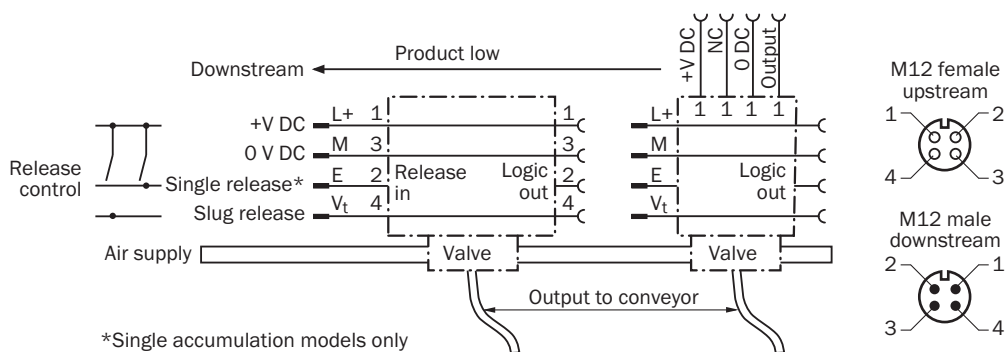 +V DC
NC
0 DC
Output
Product low
Downstream
M12 female
upstream
1 1 1 1
L+ 1 1 L+
+V DC
1 2
M 3 3 M
0 V DC
Release
control
Single release* E 2 Release
in Logic
out 2 E Logic
out
4 3
Slug release Vt 4 4 Vt
M12 male
downstream
Air supply Valve Valve
2 1
Output to conveyor
3 4
*Single accumulation models only